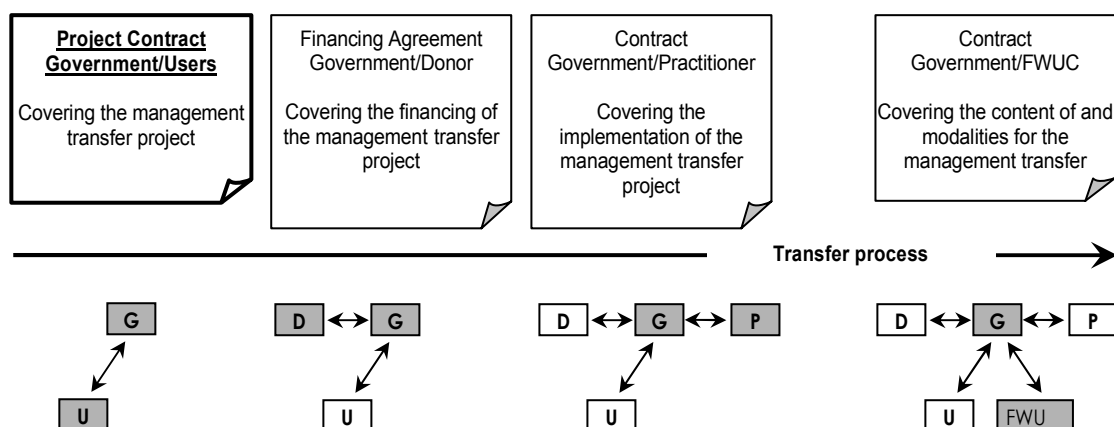 Project Contract
Government/Users
Covering the management
transfer project
Financing Agreement
Government/Donor
Covering the financing of
the management transfer
project
Contract
Government/Practitioner
Covering the
implementation of the
management transfer
project
Contract
Government/FWUC
Covering the content of and
modalities for the
management transfer
Transfer process
G
U
D G
U
D G P
U
D G P
U FWU